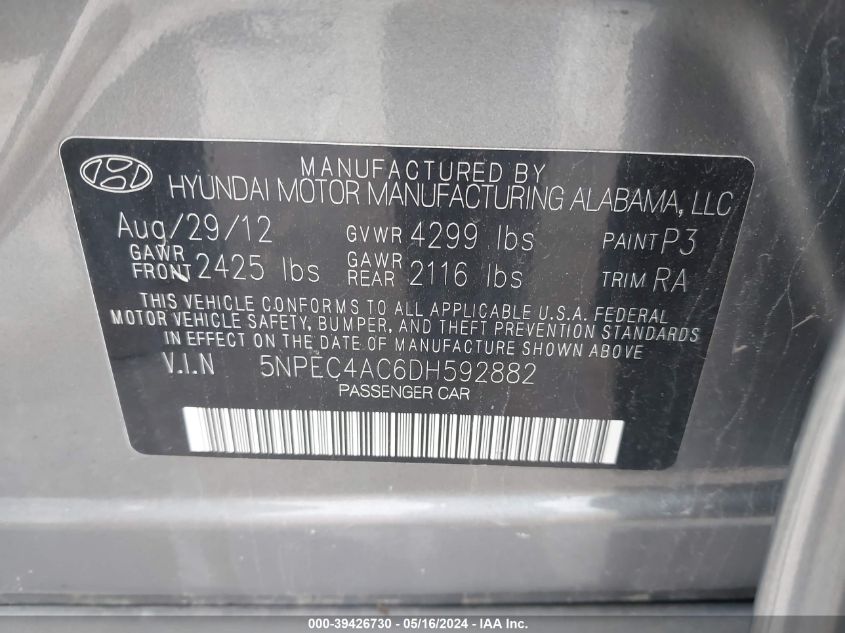 MANUFACTURED BY
HYUNDAI MOTOR MANUFACTURING ALABAMA, LLC
Aug/29/12 GVWR 4299 lbs PAINT P3
GAWR FRONT 2425 lbs GAWR REAR 2116 lbs TRIM RA
THIS VEHICLE CONFORMS TO ALL APPLICABLE U.S.A. FEDERAL
MOTOR VEHICLE SAFETY, BUMPER, AND THEFT PREVENTION STANDARDS
IN EFFECT ON THE DATE OF MANUFACTURE SHOWN ABOVE.
V.I.N 5NPEC4AC6DH592882
PASSENGER CAR
000-39426730 - 05/16/2024 - IAA Inc.